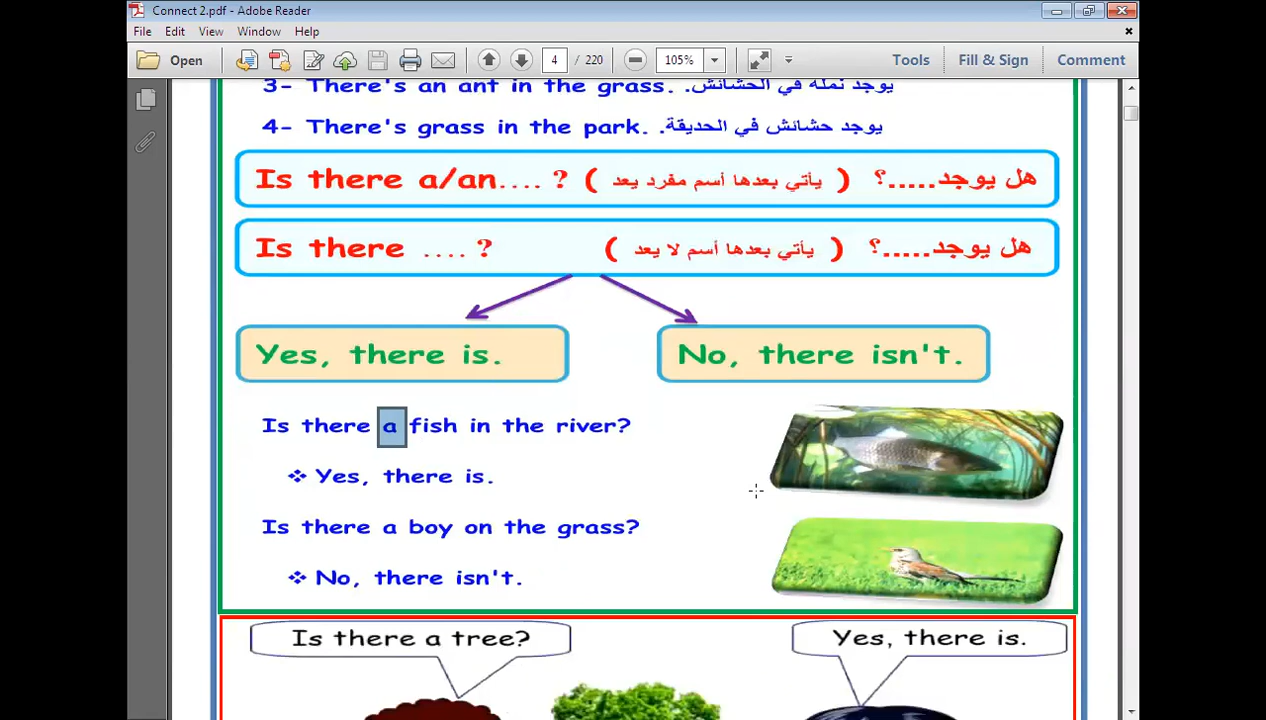 Connect 2.pdf - Adobe Reader
File Edit View Window Help
Open 4 / 220 105% Tools Fill & Sign Comment
3- There's an ant in the grass. يوجد نملة في الحشائش.
4- There's grass in the park. يوجد حشائش في الحديقة.
Is there a/an.... ? ( يأتي بعدها أسم مفرد يعد ) هل يوجد.....؟
Is there .... ? ( يأتي بعدها أسم لا يعد ) هل يوجد.....؟
Yes, there is. No, there isn't.
Is there a fish in the river?
❖ Yes, there is.
Is there a boy on the grass?
❖ No, there isn't.
Is there a tree? Yes, there is.